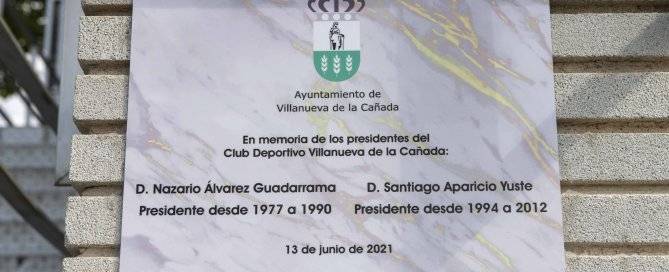 Ayuntamiento de
Villanueva de la Cañada
En memoria de los presidentes del
Club Deportivo Villanueva de la Cañada:
D. Nazario Álvarez Guadarrama D. Santiago Aparicio Yuste
Presidente desde 1977 a 1990 Presidente desde 1994 a 2012
13 de junio de 2021